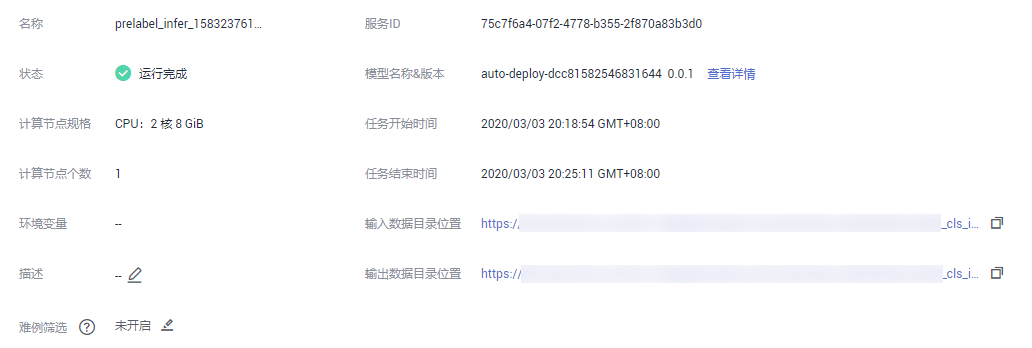 名称 prelabel_infer_158323761... 服务ID 75c7f6a4-07f2-4778-b355-2f870a83b3d0
状态 运行完成 模型名称&版本 auto-deploy-dcc81582546831644 0.0.1 查看详情
计算节点规格 CPU：2 核 8 GiB 任务开始时间 2020/03/03 20:18:54 GMT+08:00
计算节点个数 1 任务结束时间 2020/03/03 20:25:11 GMT+08:00
环境变量 -- 输入数据目录位置 https:/ _cls_i...
描述 -- 输出数据目录位置 https:/ _cls_i...
难例筛选 ? 未开启